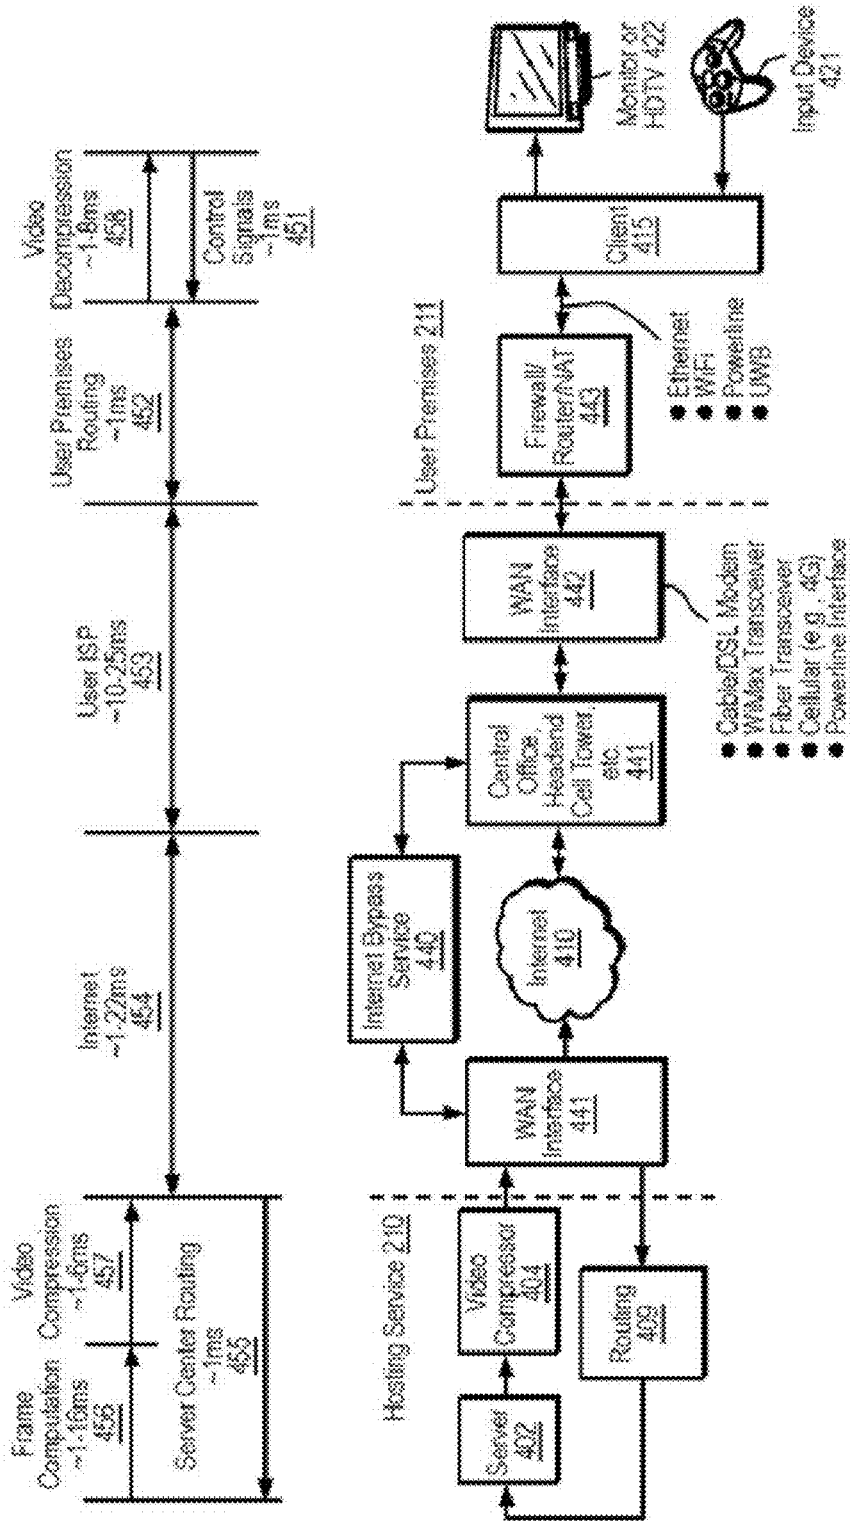 Frame
Computation
~1-16ms
456
Video
Compression
~1-6ms
457
Server Center Routing
~1ms
455
Internet
~1-22ms
454
User ISP
~10-25ms
453
User Premises
Routing
~1ms
452
Video
Decompression
~1-8ms
458
Control
Signals
~1ms
451
Hosting Service 210
Server
402
Video
Compressor
404
Routing
409
WAN
Interface
441
Internet Bypass
Service
440
Internet
410
Central
Office,
Headend
Cell Tower,
etc.
441
WAN
Interface
442
● Cable/DSL Modem
● WiMax Transceiver
● Fiber Transceiver
● Cellular (e.g., 4G)
● Powerline Interface
User Premises 211
Firewall/
Router/NAT
443
● Ethernet
● WiFi
● Powerline
● UWB
Client
415
Monitor or
HDTV 422
Input Device
421